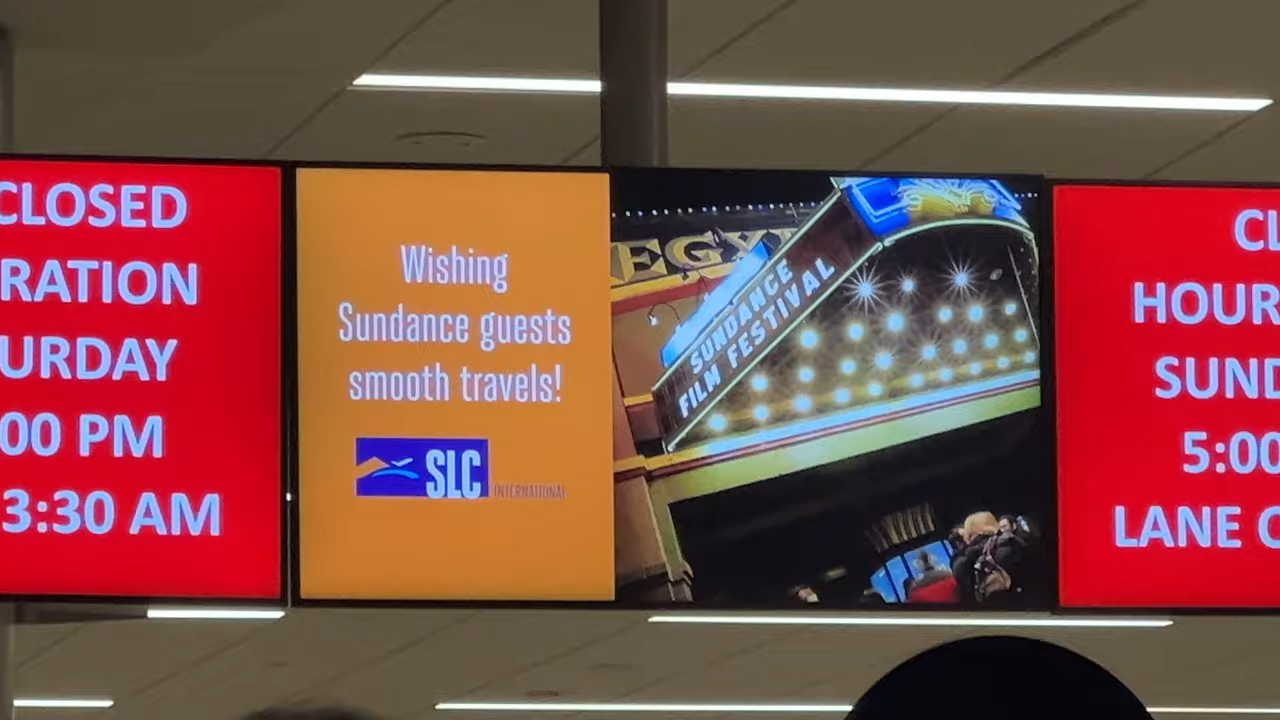 CLOSED
RATION
URDAY
00 PM
3:30 AM
Wishing
Sundance guests
smooth travels!
SLC
INTERNATIONAL
EGY
SUNDANCE
FILM FESTIVAL
CL
HOUR
SUND
5:00
LANE